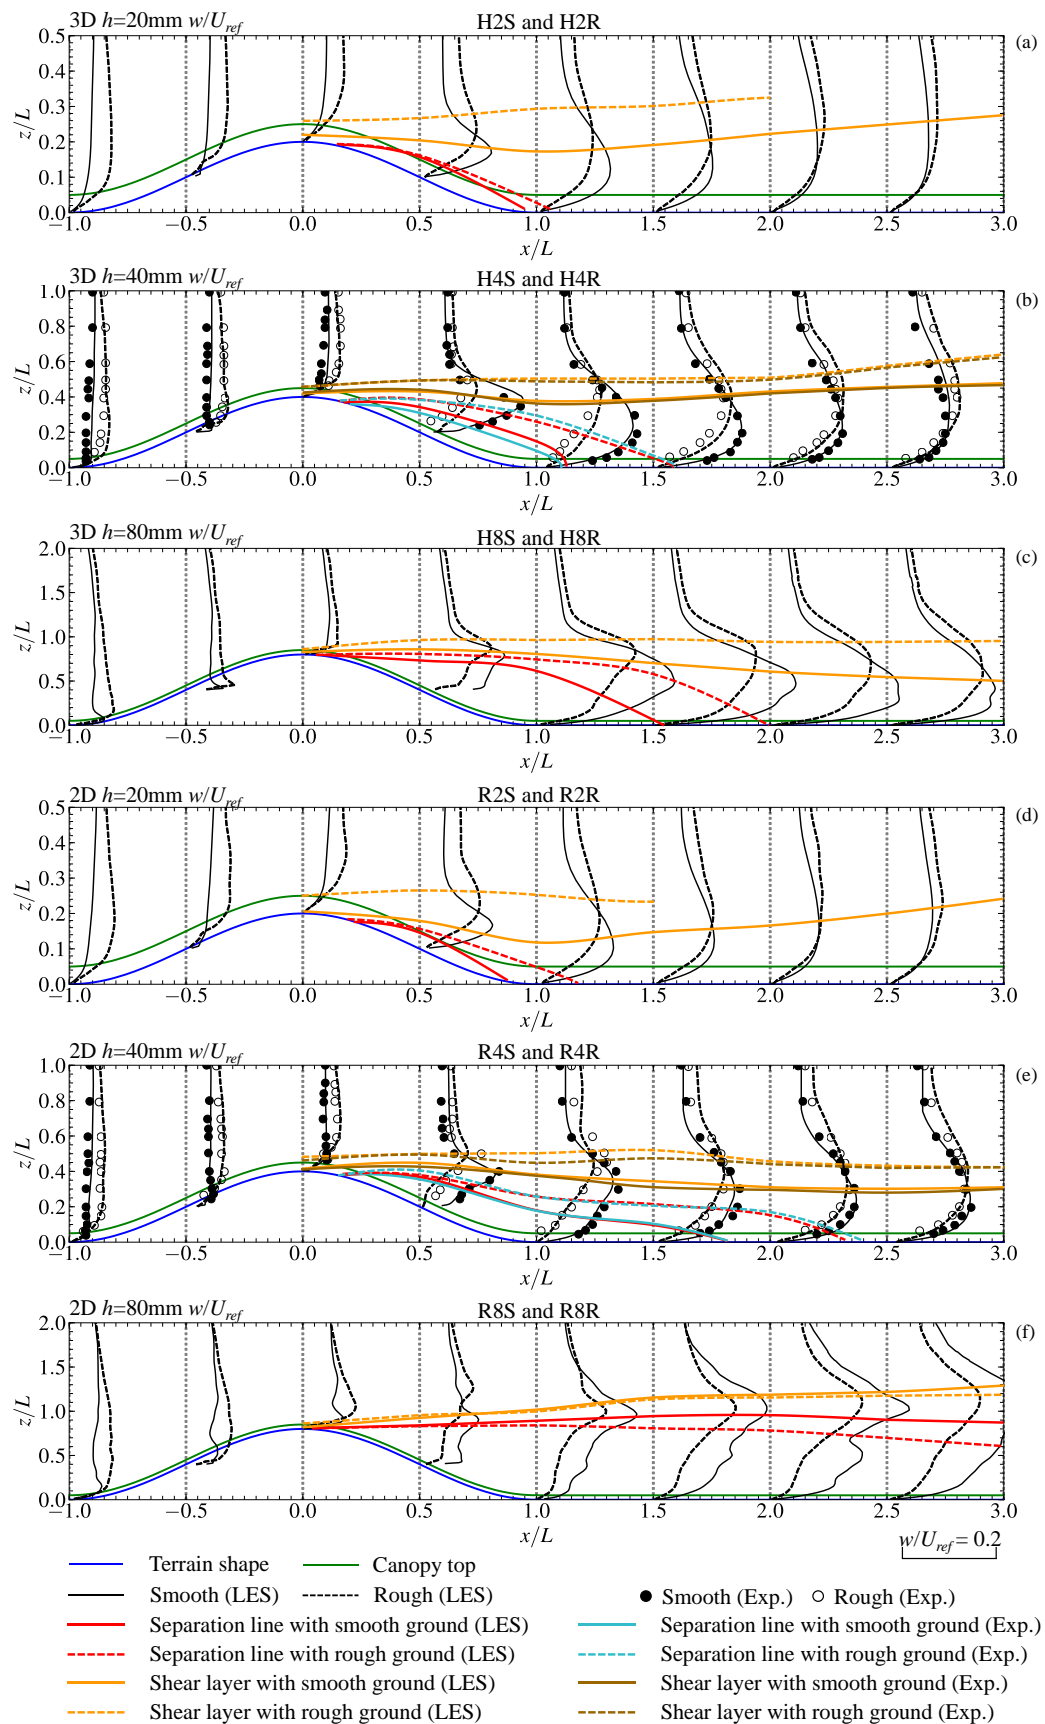 3D h=20mm w/U_ref H2S and H2R
(a)
0.5
0.4
0.3
0.2
0.1
0.0
z/L
−1.0 −0.5 0.0 0.5 1.0 1.5 2.0 2.5 3.0
x/L
3D h=40mm w/U_ref H4S and H4R
(b)
1.0
0.8
0.6
0.4
0.2
0.0
z/L
−1.0 −0.5 0.0 0.5 1.0 1.5 2.0 2.5 3.0
x/L
3D h=80mm w/U_ref H8S and H8R
(c)
2.0
1.5
1.0
0.5
0.0
z/L
−1.0 −0.5 0.0 0.5 1.0 1.5 2.0 2.5 3.0
x/L
2D h=20mm w/U_ref R2S and R2R
(d)
0.5
0.4
0.3
0.2
0.1
0.0
z/L
−1.0 −0.5 0.0 0.5 1.0 1.5 2.0 2.5 3.0
x/L
2D h=40mm w/U_ref R4S and R4R
(e)
1.0
0.8
0.6
0.4
0.2
0.0
z/L
−1.0 −0.5 0.0 0.5 1.0 1.5 2.0 2.5 3.0
x/L
2D h=80mm w/U_ref R8S and R8R
(f)
2.0
1.5
1.0
0.5
0.0
z/L
−1.0 −0.5 0.0 0.5 1.0 1.5 2.0 2.5 3.0
x/L
w/U_ref = 0.2
Terrain shape Canopy top
Smooth (LES) Rough (LES) Smooth (Exp.) Rough (Exp.)
Separation line with smooth ground (LES) Separation line with smooth ground (Exp.)
Separation line with rough ground (LES) Separation line with rough ground (Exp.)
Shear layer with smooth ground (LES) Shear layer with smooth ground (Exp.)
Shear layer with rough ground (LES) Shear layer with rough ground (Exp.)